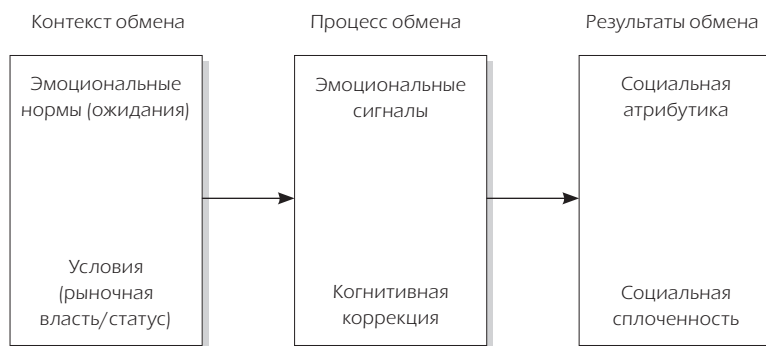 Контекст обмена
Процесс обмена
Результаты обмена
Эмоциональные
нормы (ожидания)
Условия
(рыночная
власть/статус)
Эмоциональные
сигналы
Когнитивная
коррекция
Социальная
атрибутика
Социальная
сплоченность